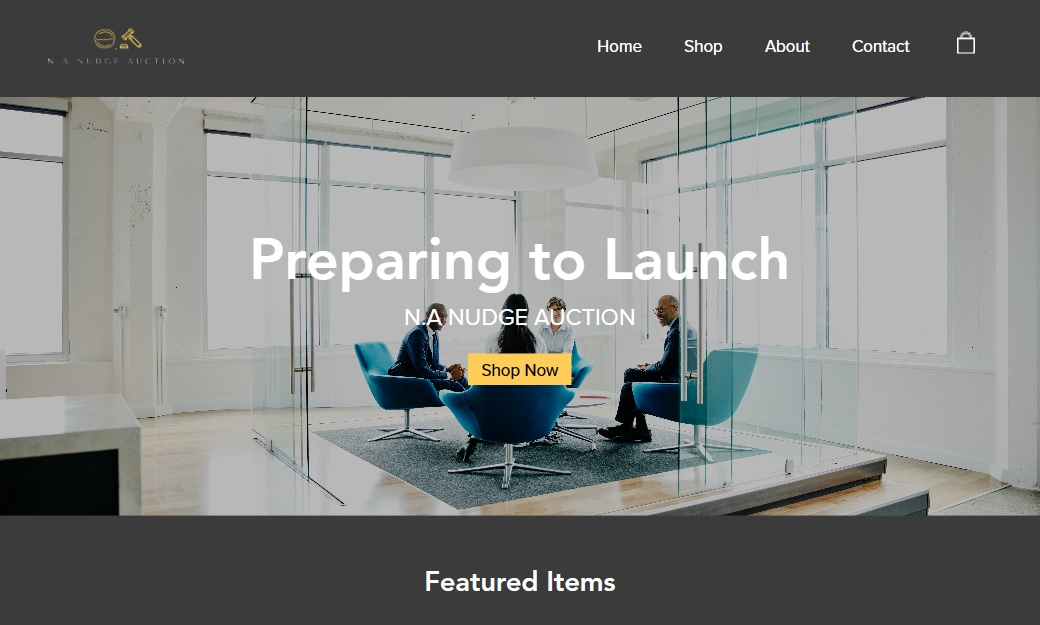 N.A NUDGE AUCTION
Home Shop About Contact
Preparing to Launch
N.A NUDGE AUCTION
Shop Now
Featured Items